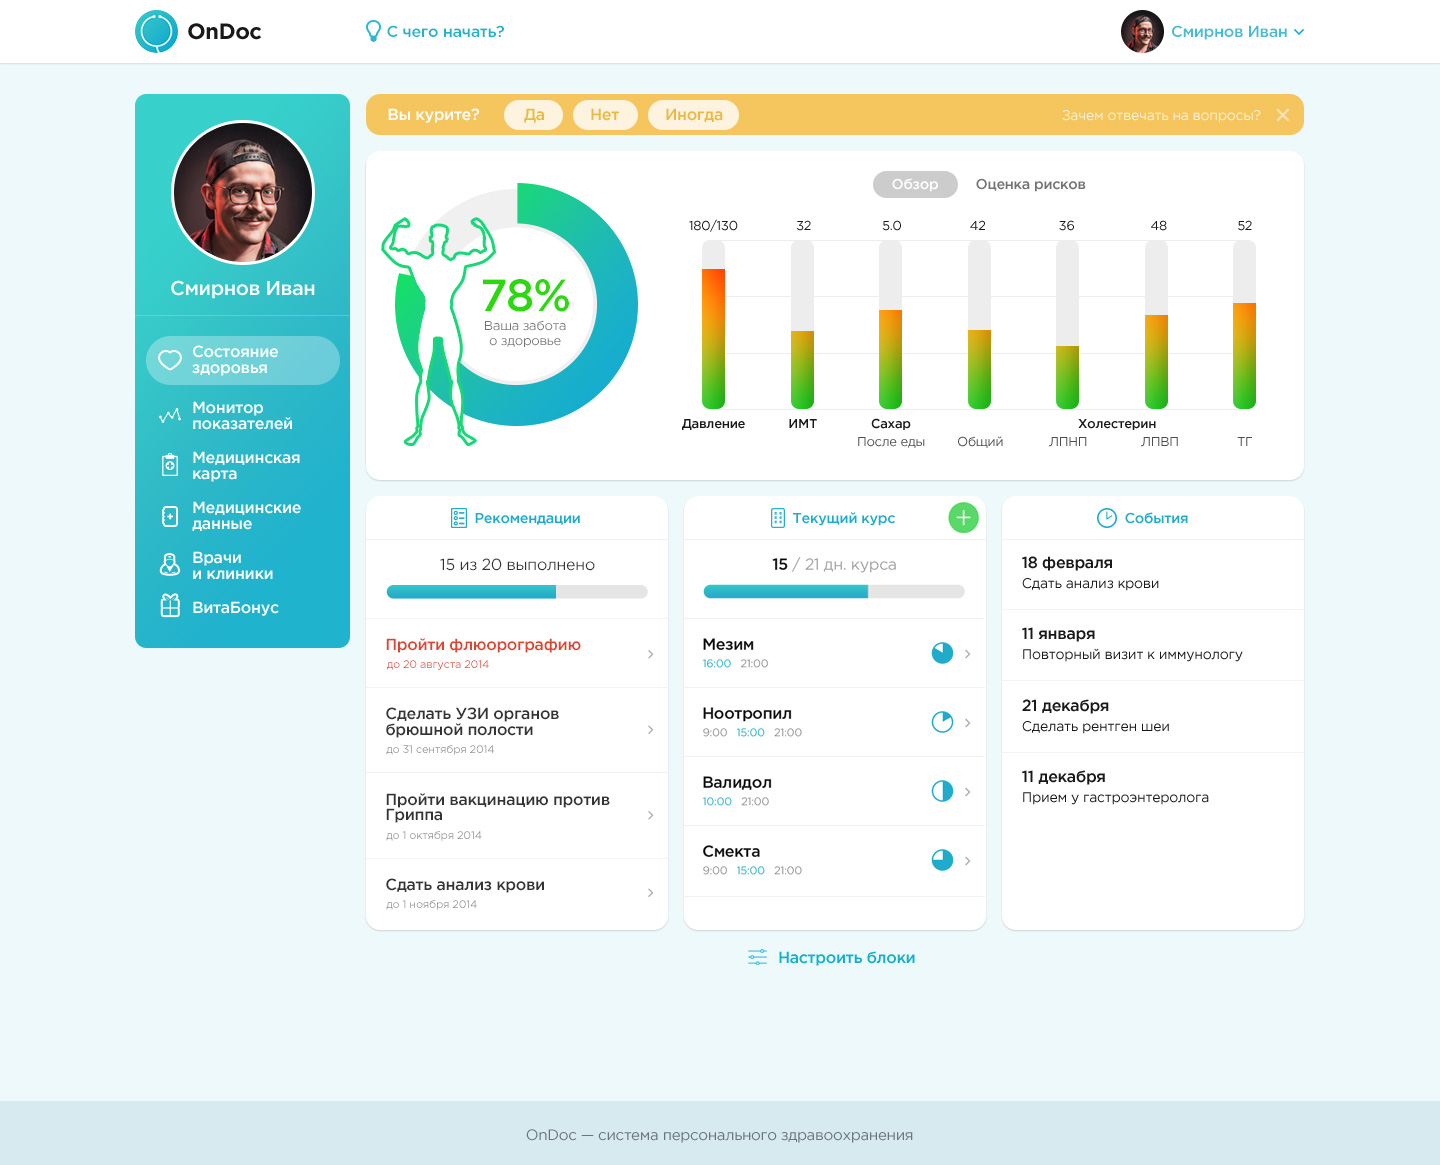 OnDoc
С чего начать?
Смирнов Иван
Смирнов Иван
Состояние
здоровья
Монитор
показателей
Медицинская
карта
Медицинские
данные
Врачи
и клиники
ВитаБонус
Вы курите? Да Нет Иногда Зачем отвечать на вопросы?
78%
Ваша забота
о здоровье
Обзор Оценка рисков
180/130 32 5.0 42 36 48 52
Давление ИМТ Сахар Холестерин
После еды Общий ЛПНП ЛПВП ТГ
Рекомендации
15 из 20 выполнено
Пройти флюорографию
до 20 августа 2014
Сделать УЗИ органов
брюшной полости
до 31 сентября 2014
Пройти вакцинацию против
Гриппа
до 1 октября 2014
Сдать анализ крови
до 1 ноября 2014
Текущий курс
15 / 21 дн. курса
Мезим
16:00 21:00
Ноотропил
9:00 15:00 21:00
Валидол
10:00 21:00
Смекта
9:00 15:00 21:00
События
18 февраля
Сдать анализ крови
11 января
Повторный визит к иммунологу
21 декабря
Сделать рентген шеи
11 декабря
Прием у гастроэнтеролога
Настроить блоки
OnDoc — система персонального здравоохранения